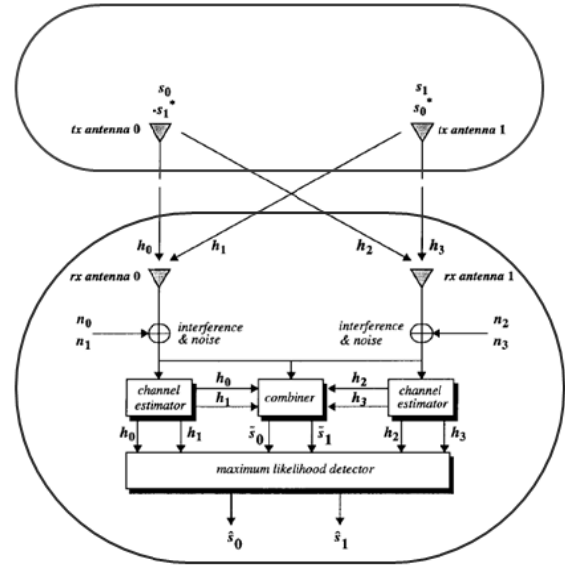 s₀ s₁
-s₁* s₀*
tx antenna 0 tx antenna 1
h₀ h₁ h₂ h₃
rx antenna 0 rx antenna 1
n₀ interference interference n₂
n₁ & noise & noise n₃
channel estimator h₀ combiner h₂ channel estimator
h₁ h₃
h₀ h₁ s̃₀ s̃₁ h₂ h₃
maximum likelihood detector
ŝ₀ ŝ₁